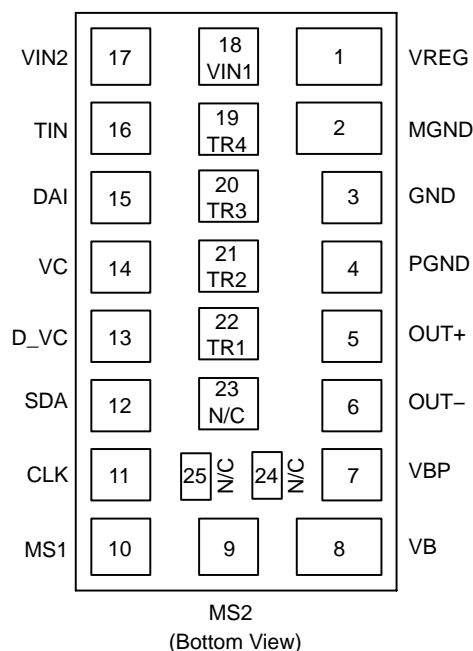 VIN2 17 18 1 VREG
VIN1
TIN 16 19 2 MGND
TR4
DAI 15 20 3 GND
TR3
VC 14 21 4 PGND
TR2
D_VC 13 22 5 OUT+
TR1
SDA 12 23 6 OUT−
N/C
CLK 11 25 N/C 24 N/C 7 VBP
MS1 10 9 8 VB
MS2
(Bottom View)